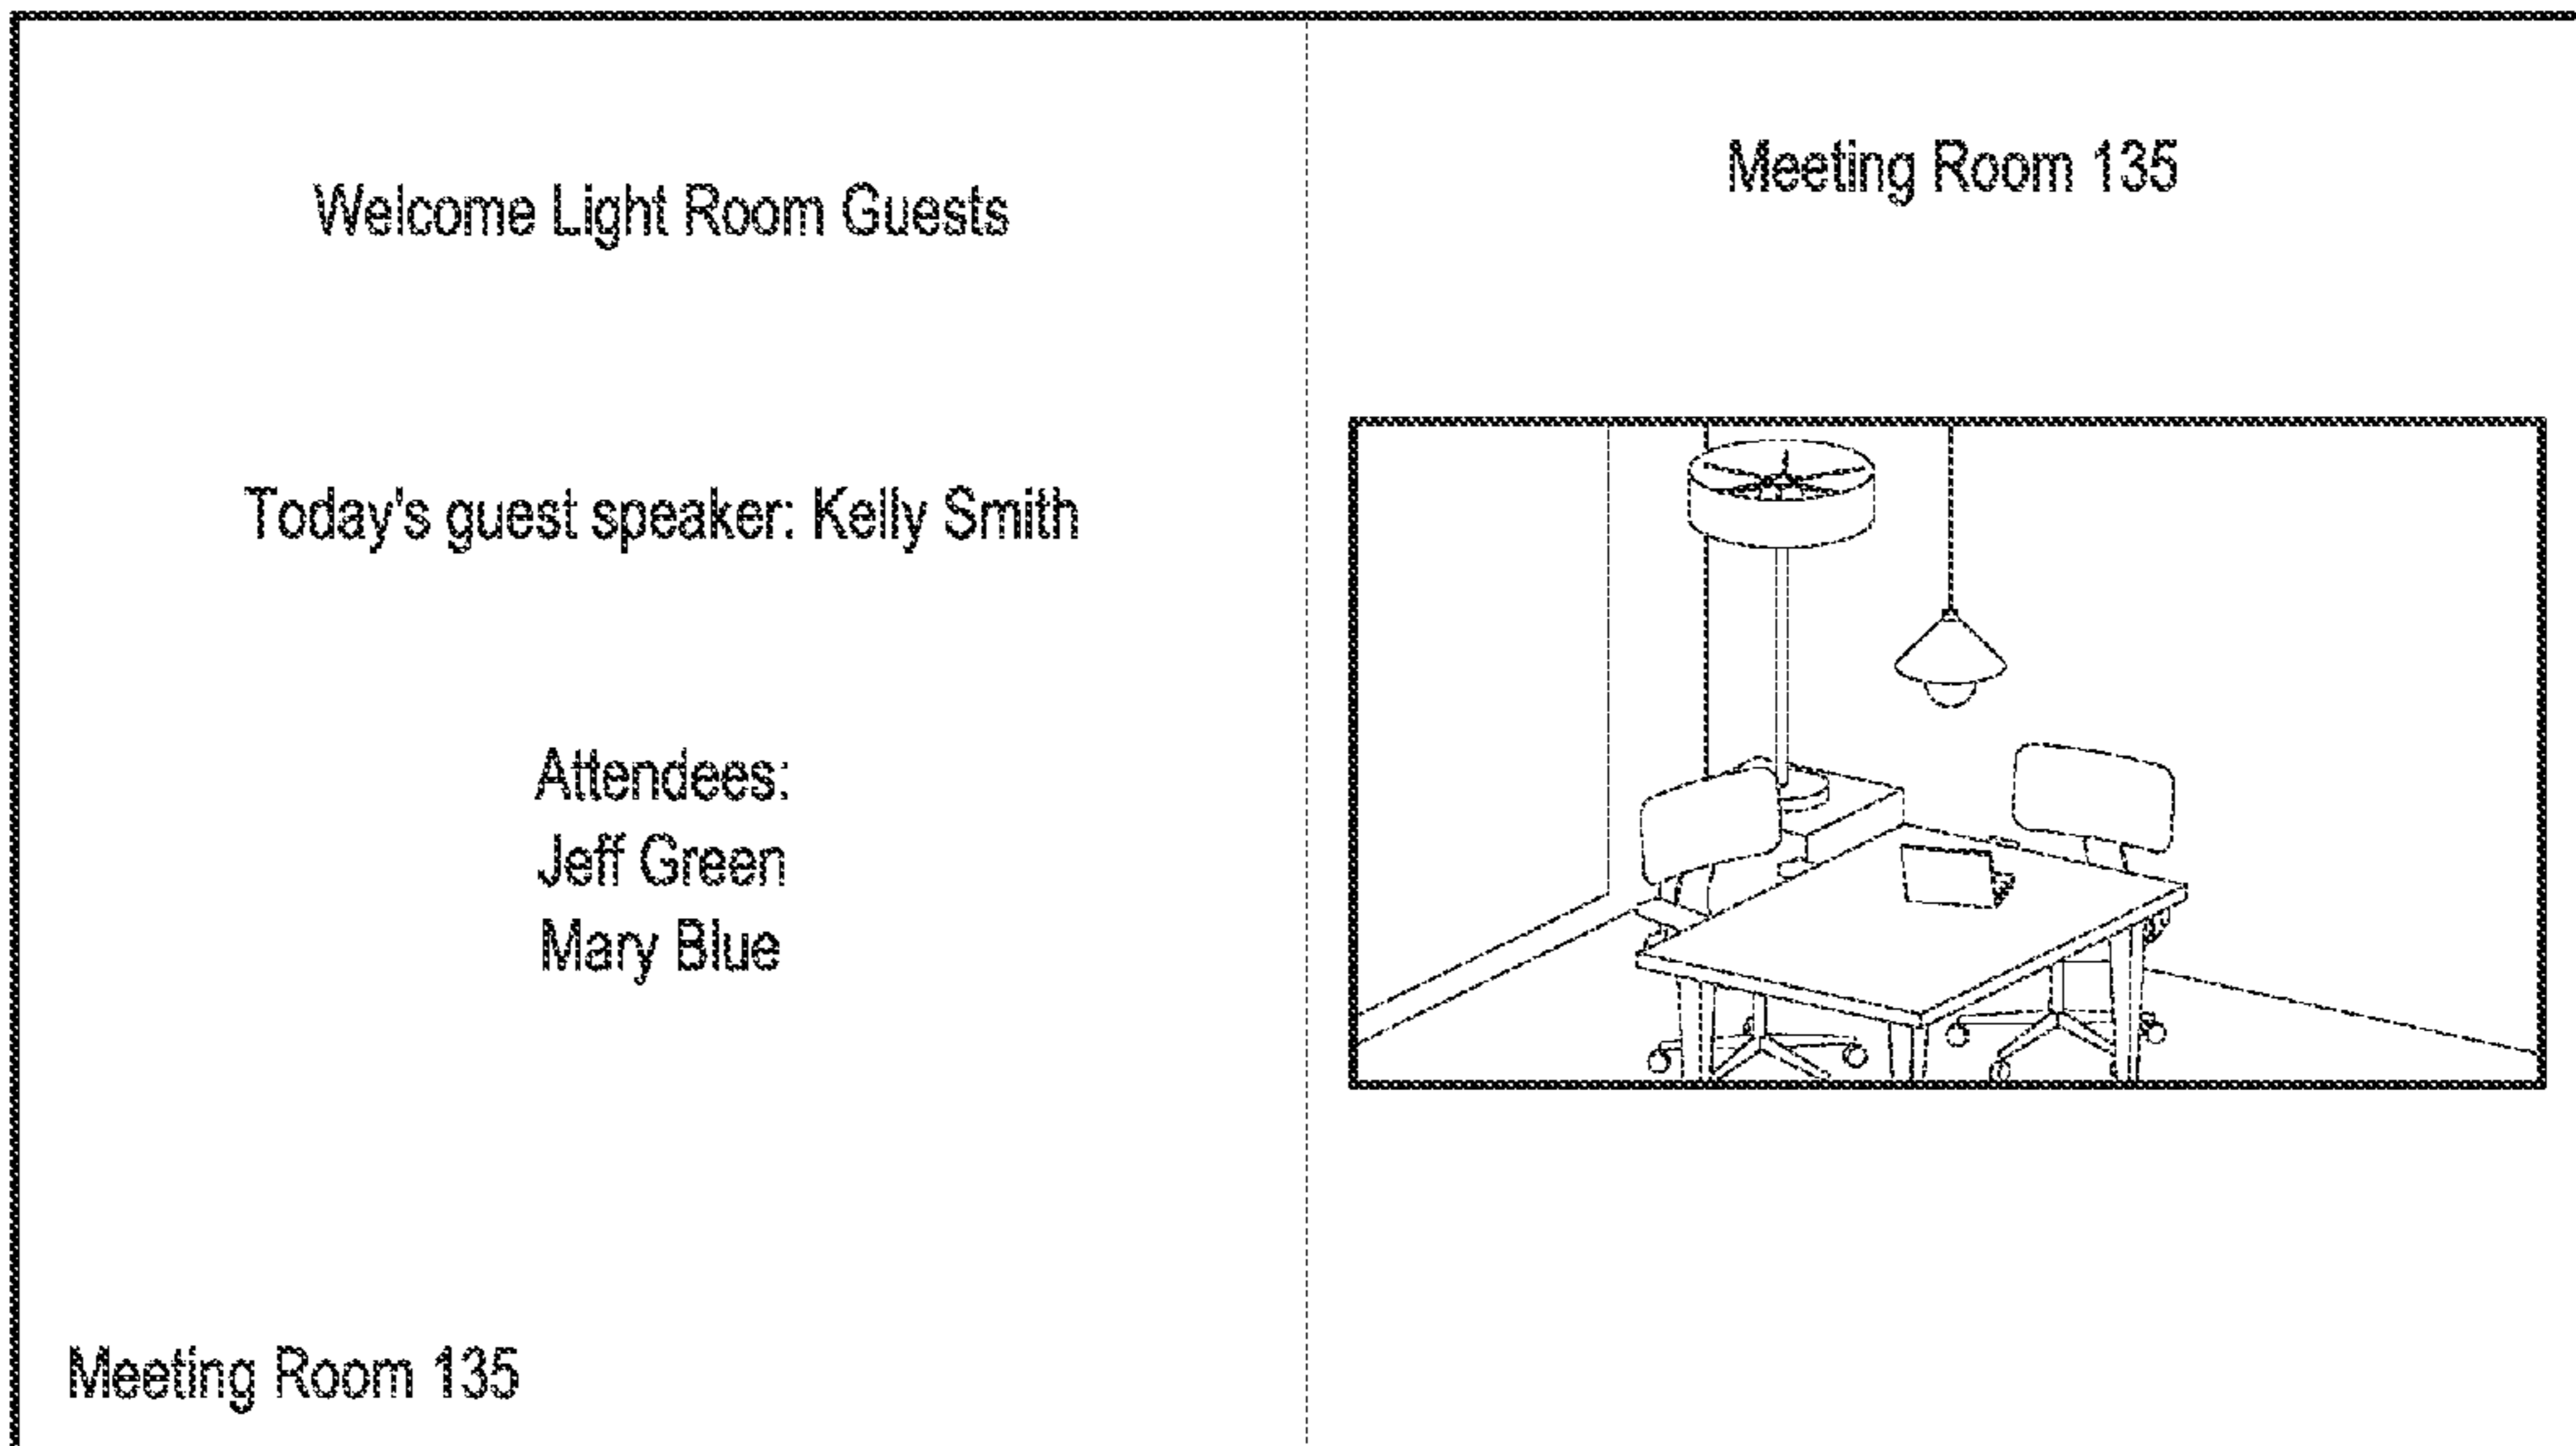 Welcome Light Room Guests
Today's guest speaker: Kelly Smith
Attendees:
Jeff Green
Mary Blue
Meeting Room 135
Meeting Room 135